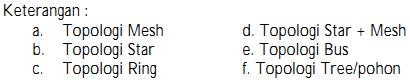 Keterangan :
a. Topologi Mesh
b. Topologi Star
c. Topologi Ring
d. Topologi Star + Mesh
e. Topologi Bus
f. Topologi Tree/pohon